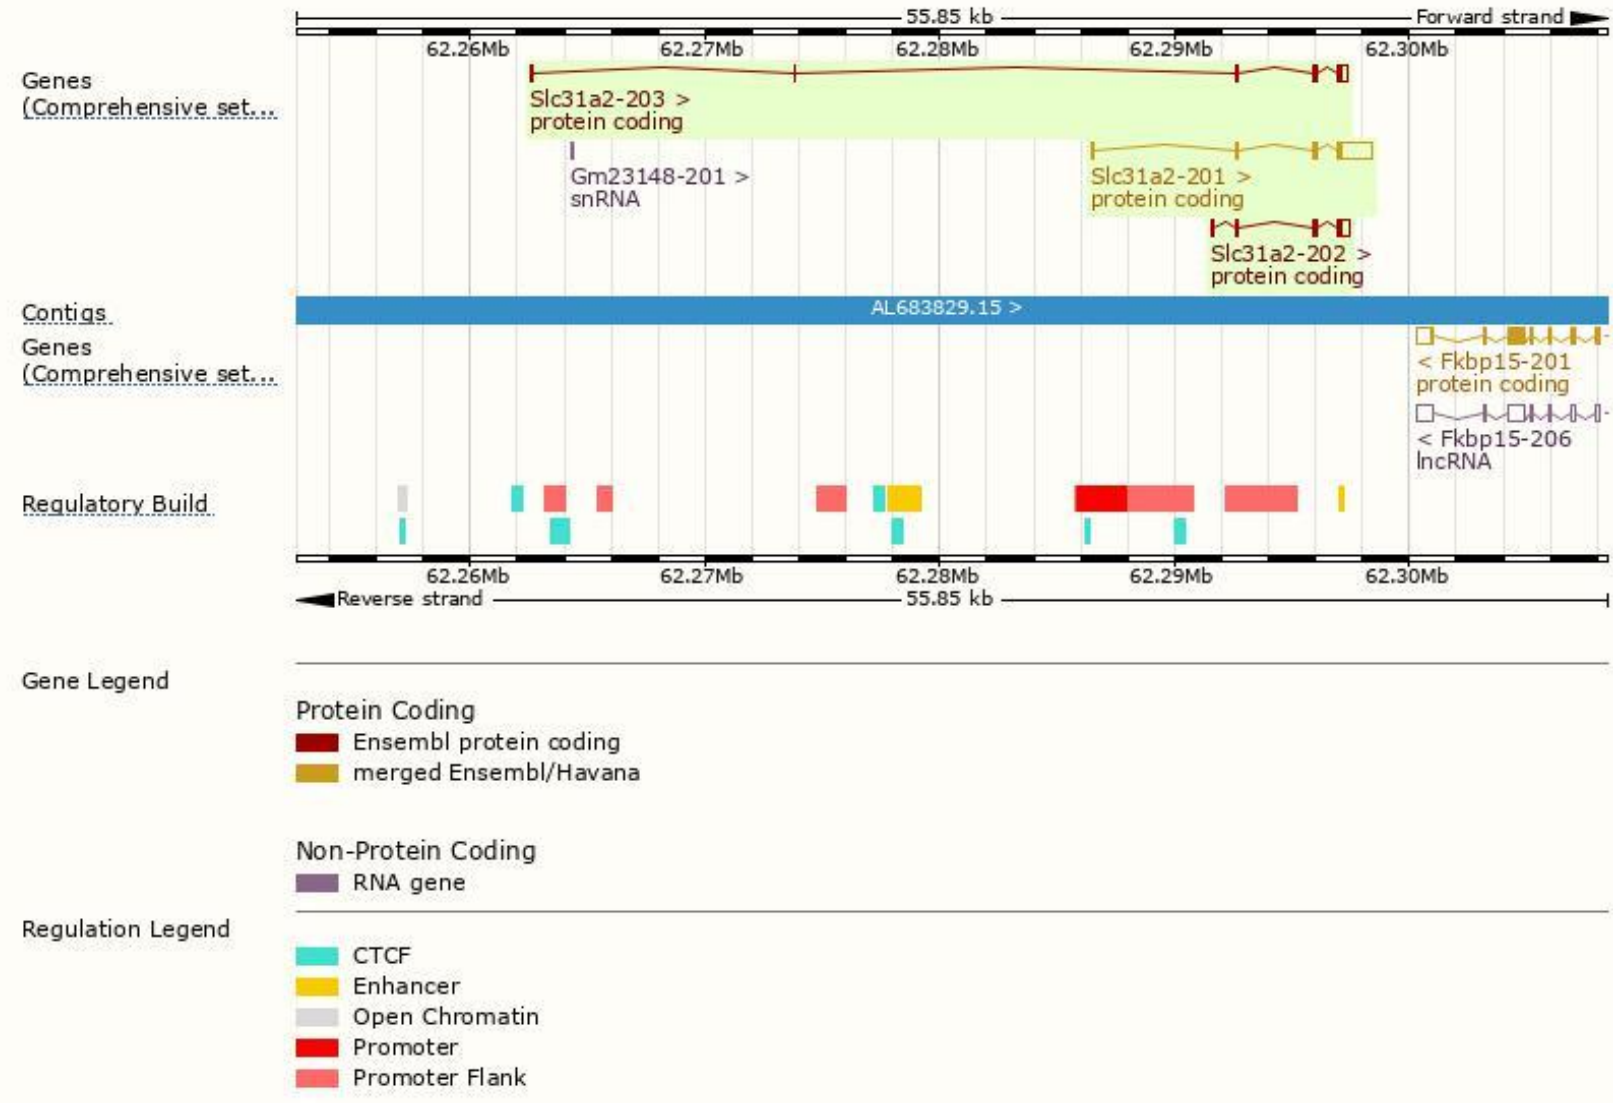 55.85 kb Forward strand
62.26Mb 62.27Mb 62.28Mb 62.29Mb 62.30Mb
Genes
(Comprehensive set...
Slc31a2-203 >
protein coding
Gm23148-201 >
snRNA
Slc31a2-201 >
protein coding
Slc31a2-202 >
protein coding
Contigs
AL683829.15 >
Genes
(Comprehensive set...
< Fkbp15-201
protein coding
< Fkbp15-206
lncRNA
Regulatory Build
62.26Mb 62.27Mb 62.28Mb 62.29Mb 62.30Mb
Reverse strand 55.85 kb
Gene Legend
Protein Coding
Ensembl protein coding
merged Ensembl/Havana
Non-Protein Coding
RNA gene
Regulation Legend
CTCF
Enhancer
Open Chromatin
Promoter
Promoter Flank